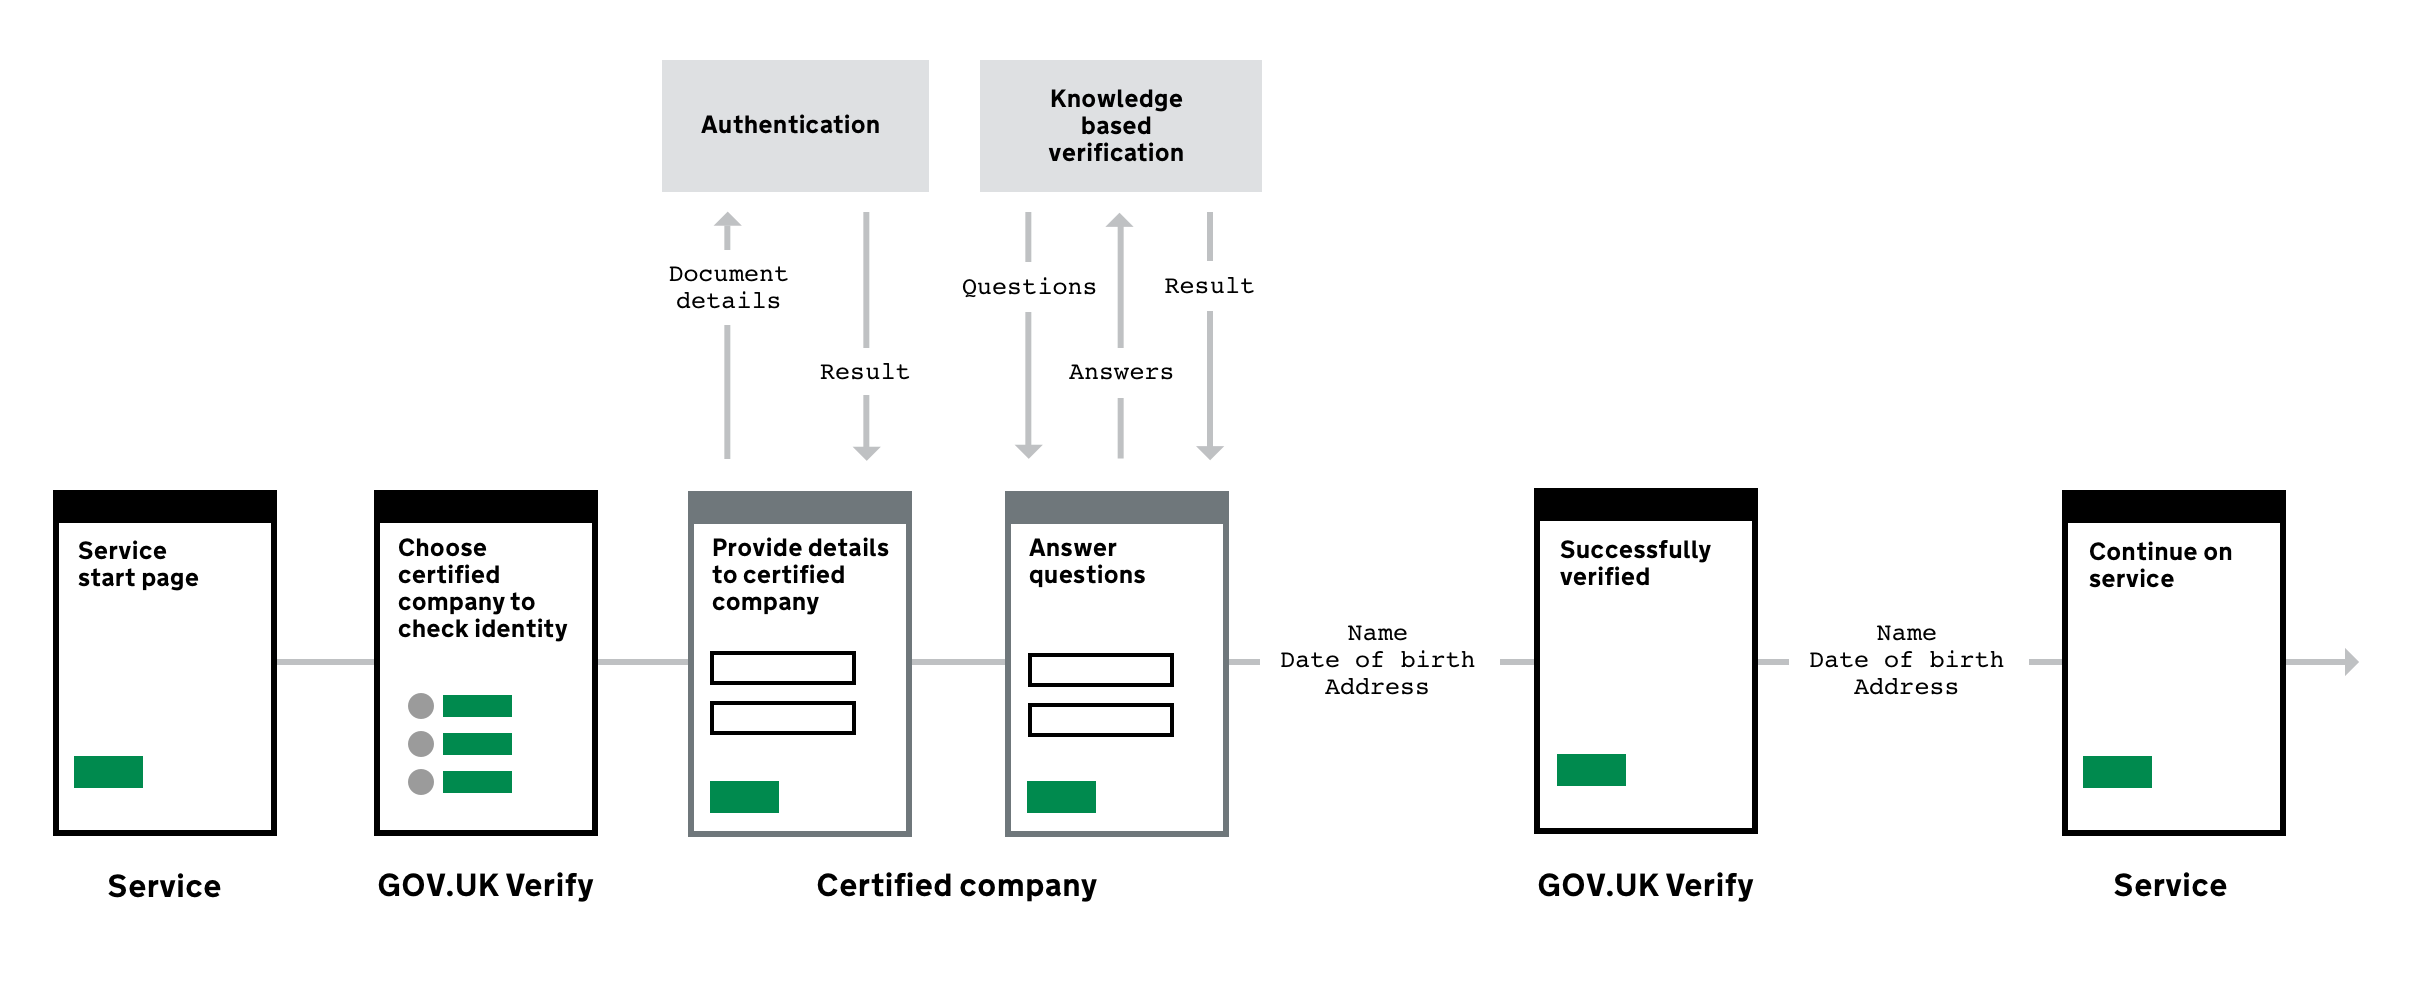 Authentication
Knowledge
based
verification
Document
details
Result
Questions
Answers
Result
Service
start page
Choose
certified
company to
check identity
Provide details
to certified
company
Answer
questions
Name
Date of birth
Address
Successfully
verified
Name
Date of birth
Address
Continue on
service
Service
GOV.UK Verify
Certified company
GOV.UK Verify
Service